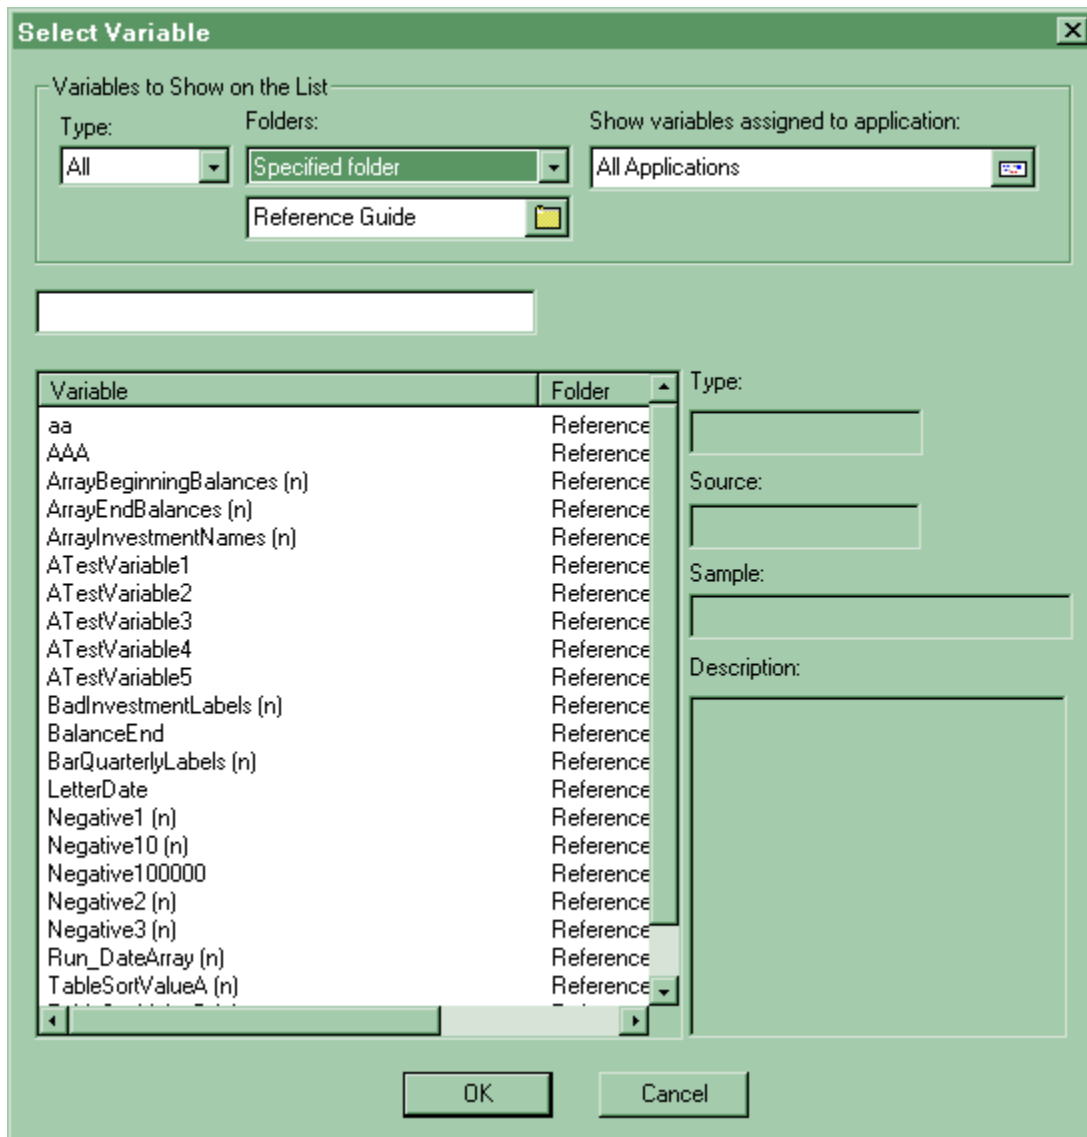 Select Variable
Variables to Show on the List
Type: Folders: Show variables assigned to application:
All Specified folder All Applications
Reference Guide
Variable Folder
aa Reference
AAA Reference
ArrayBeginningBalances (n) Reference
ArrayEndBalances (n) Reference
ArrayInvestmentNames (n) Reference
ATestVariable1 Reference
ATestVariable2 Reference
ATestVariable3 Reference
ATestVariable4 Reference
ATestVariable5 Reference
BadInvestmentLabels (n) Reference
BalanceEnd Reference
BarQuarterlyLabels (n) Reference
LetterDate Reference
Negative1 (n) Reference
Negative10 (n) Reference
Negative100000 Reference
Negative2 (n) Reference
Negative3 (n) Reference
Run_DateArray (n) Reference
TableSortValueA (n) Reference
Type:
Source:
Sample:
Description:
OK Cancel